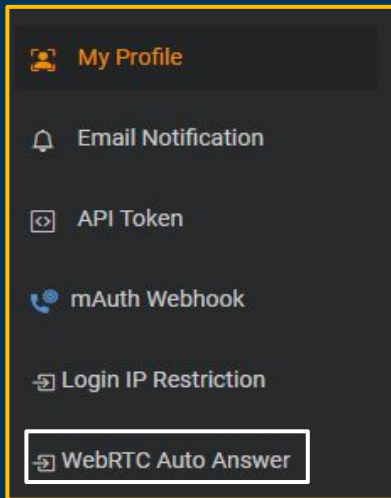 My Profile
Email Notification
API Token
mAuth Webhook
Login IP Restriction
WebRTC Auto Answer